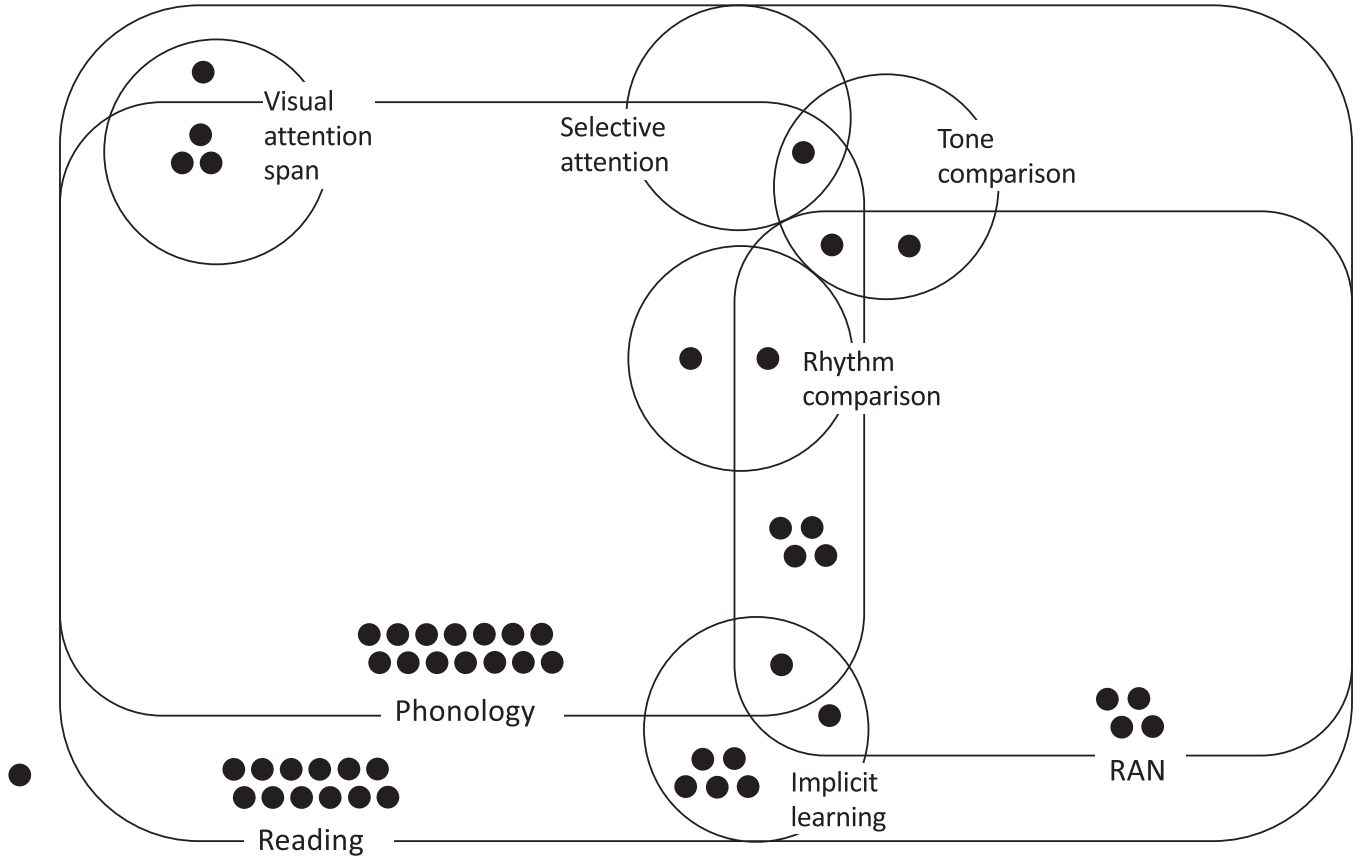 Visual
attention
span
Selective
attention
Tone
comparison
Rhythm
comparison
Phonology
Implicit
learning
RAN
Reading